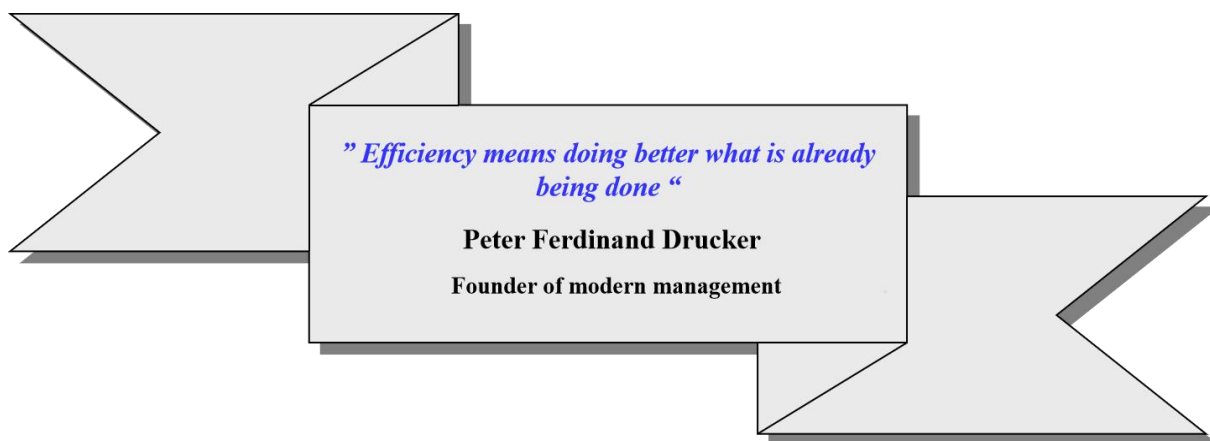 ” Efficiency means doing better what is already
being done “
Peter Ferdinand Drucker
Founder of modern management